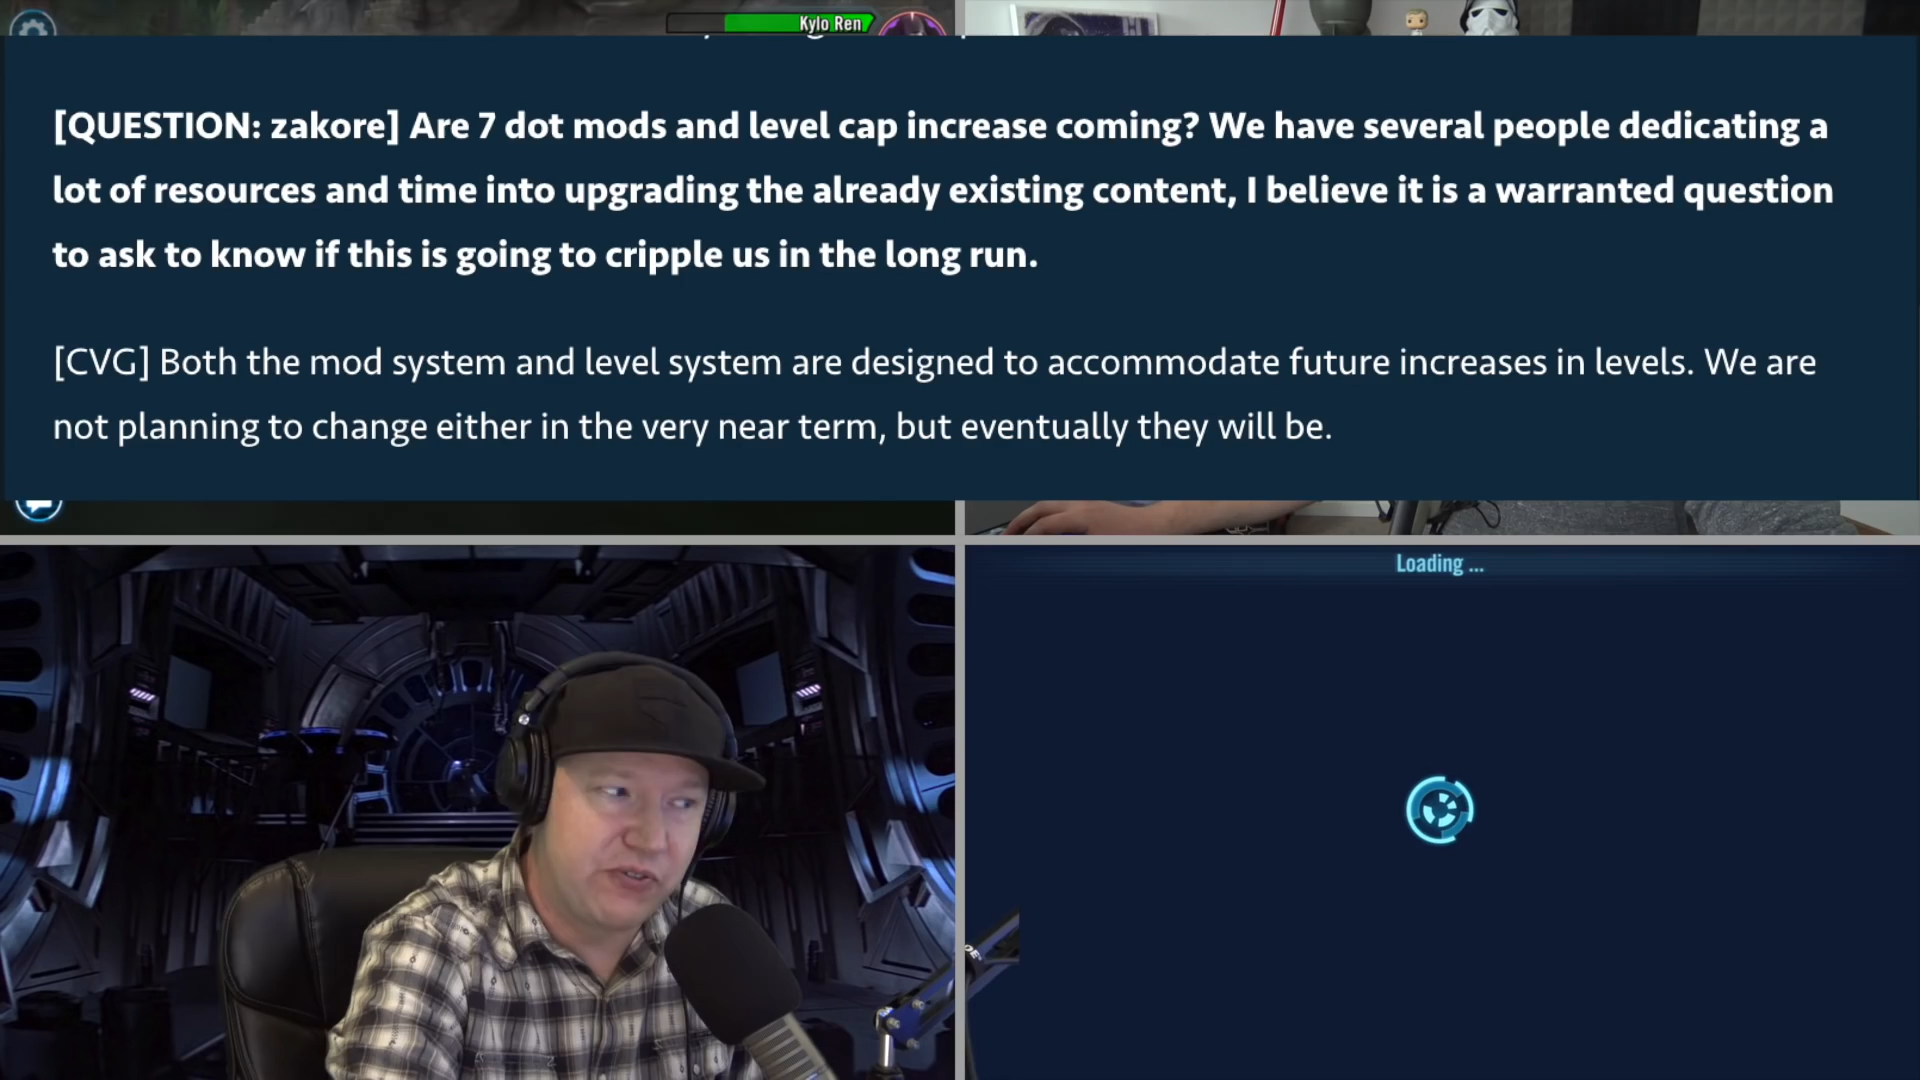 Kylo Ren
[QUESTION: zakore] Are 7 dot mods and level cap increase coming? We have several people dedicating a
lot of resources and time into upgrading the already existing content, I believe it is a warranted question
to ask to know if this is going to cripple us in the long run.
[CVG] Both the mod system and level system are designed to accommodate future increases in levels. We are
not planning to change either in the very near term, but eventually they will be.
Loading ...